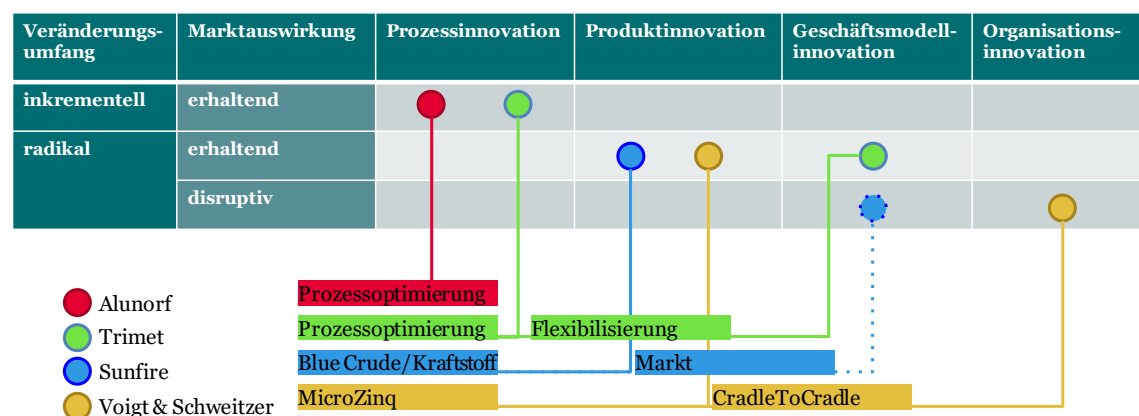 Veränderungs-
umfang
Marktauswirkung
Prozessinnovation
Produktinnovation
Geschäftsmodell-
innovation
Organisations-
innovation
inkrementell
erhaltend
radikal
erhaltend
disruptiv
Alunorf
Trimet
Sunfire
Voigt & Schweitzer
Prozessoptimierung
Prozessoptimierung
Flexibilisierung
Blue Crude/Kraftstoff
Markt
MicroZinq
CradleToCradle